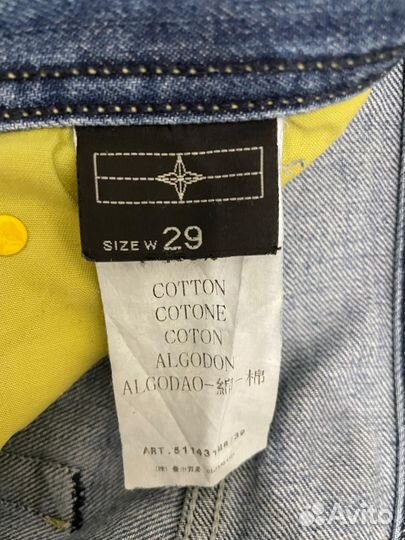 SIZE W 29
COTTON
COTONE
COTON
ALGODON
ALGODAO-綿-棉
Avito